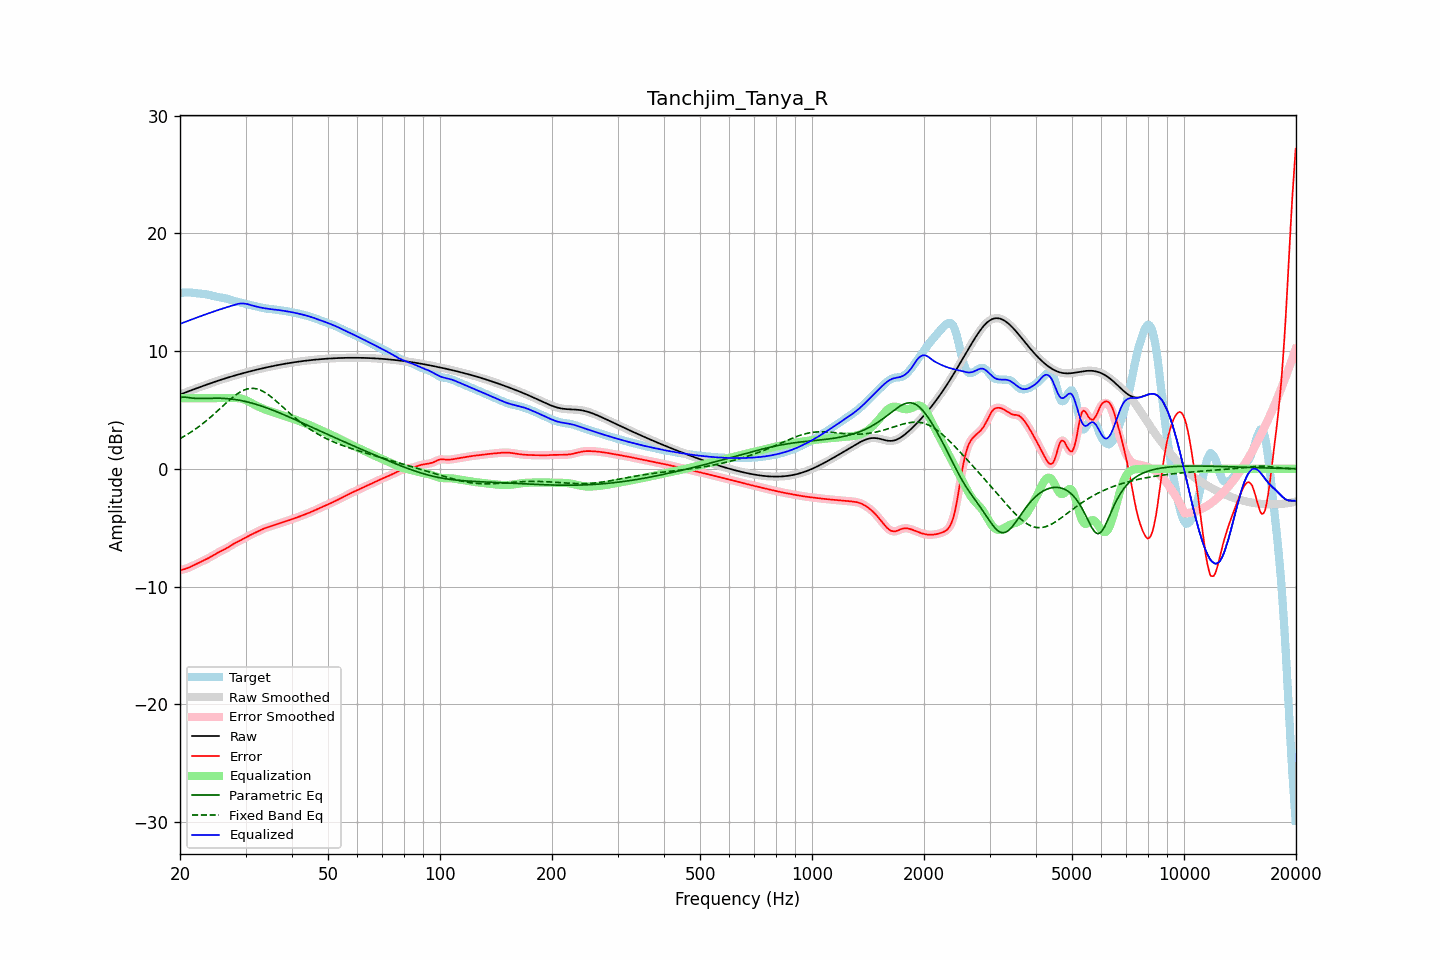 Tanchjim_Tanya_R
30
20
10
0
−10
−20
−30
Amplitude (dBr)
Target
Raw Smoothed
Error Smoothed
Raw
Error
Equalization
Parametric Eq
Fixed Band Eq
Equalized
20 50 100 200 500 1000 2000 5000 10000 20000
Frequency (Hz)